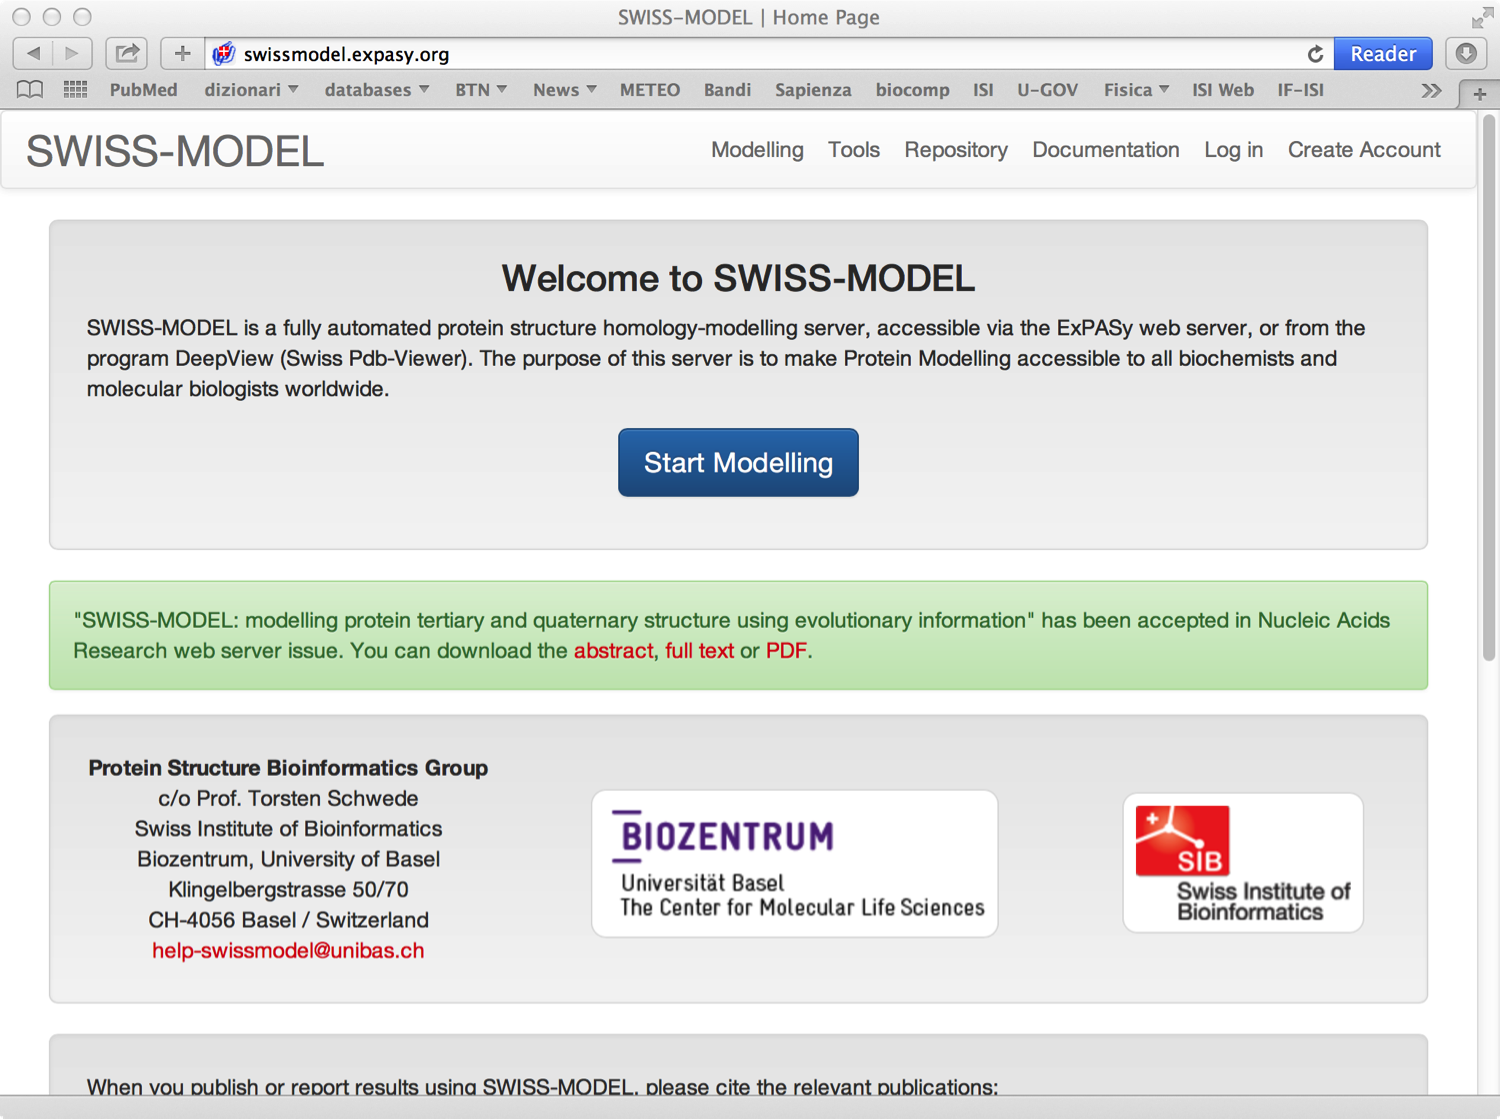 SWISS-MODEL | Home Page
swissmodel.expasy.org
Reader
PubMed dizionari databases BTN News METEO Bandi Sapienza biocomp ISI U-GOV Fisica ISI Web IF-ISI
SWISS-MODEL
Modelling Tools Repository Documentation Log in Create Account
Welcome to SWISS-MODEL
SWISS-MODEL is a fully automated protein structure homology-modelling server, accessible via the ExPASy web server, or from the
program DeepView (Swiss Pdb-Viewer). The purpose of this server is to make Protein Modelling accessible to all biochemists and
molecular biologists worldwide.
Start Modelling
"SWISS-MODEL: modelling protein tertiary and quaternary structure using evolutionary information" has been accepted in Nucleic Acids
Research web server issue. You can download the abstract, full text or PDF.
Protein Structure Bioinformatics Group
c/o Prof. Torsten Schwede
Swiss Institute of Bioinformatics
Biozentrum, University of Basel
Klingelbergstrasse 50/70
CH-4056 Basel / Switzerland
help-swissmodel@unibas.ch
BIOZENTRUM
Universität Basel
The Center for Molecular Life Sciences
SIB
Swiss Institute of
Bioinformatics
When you publish or report results using SWISS-MODEL, please cite the relevant publications: